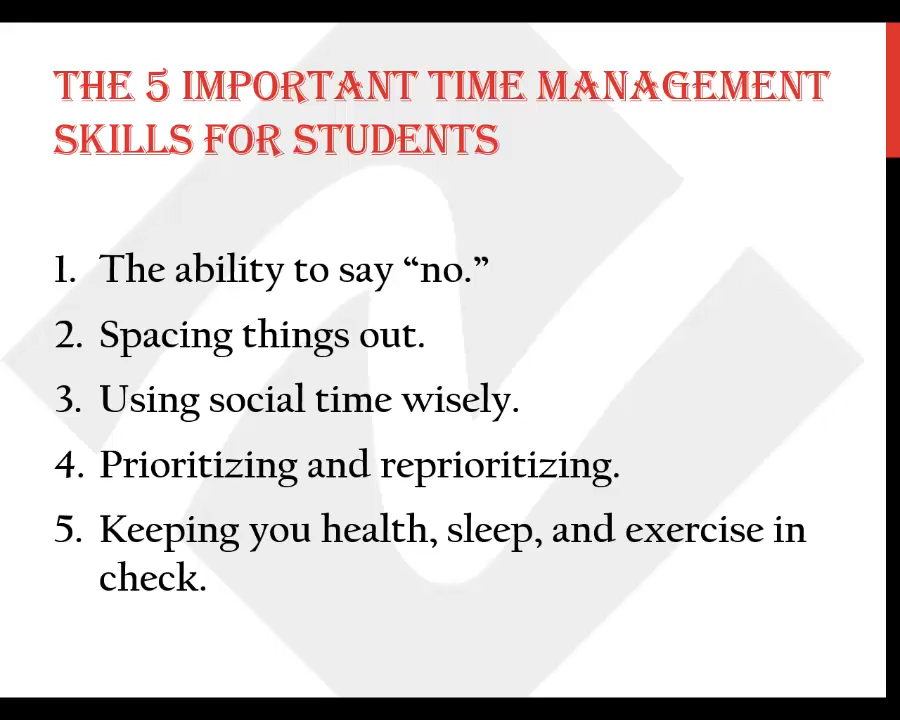 THE 5 IMPORTANT TIME MANAGEMENT
SKILLS FOR STUDENTS
1. The ability to say “no.”
2. Spacing things out.
3. Using social time wisely.
4. Prioritizing and reprioritizing.
5. Keeping you health, sleep, and exercise in
check.